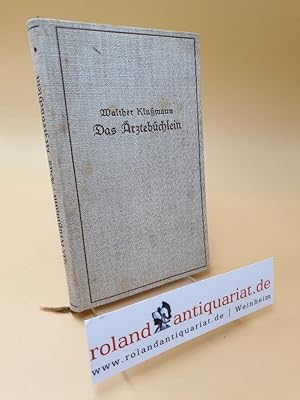 Walther Klußmann
Das Ärztebüchlein
roland antiquariat.de
www.rolandantiquariat.de | Weinheim